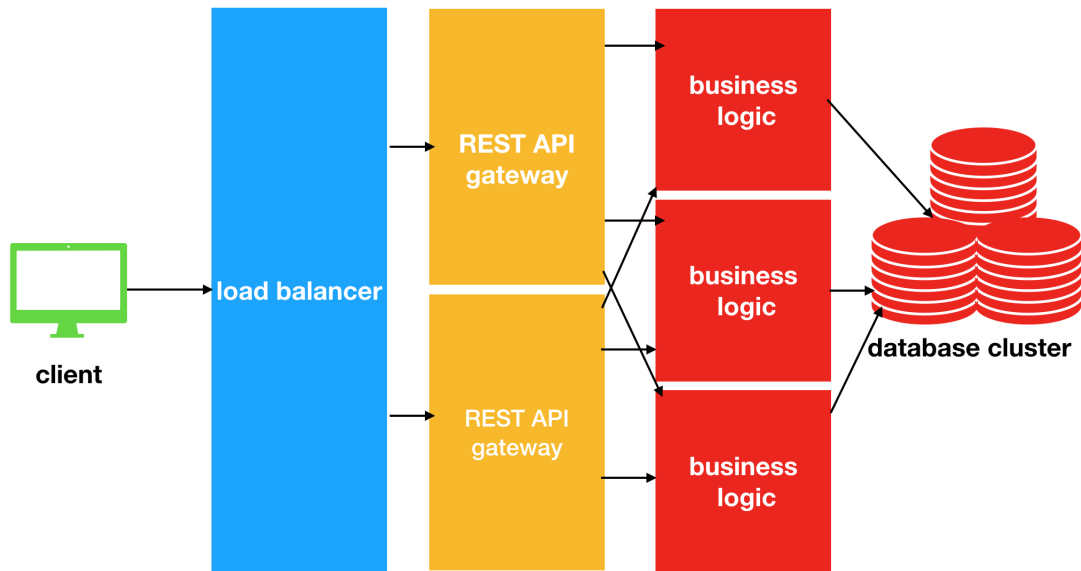 client
load balancer
REST API
gateway
REST API
gateway
business
logic
business
logic
business
logic
database cluster